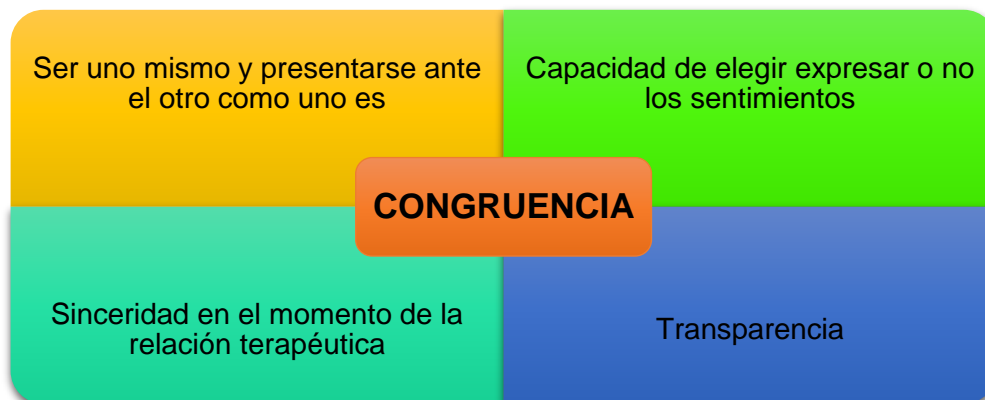 Ser uno mismo y presentarse ante
el otro como uno es
Capacidad de elegir expresar o no
los sentimientos
CONGRUENCIA
Sinceridad en el momento de la
relación terapéutica
Transparencia